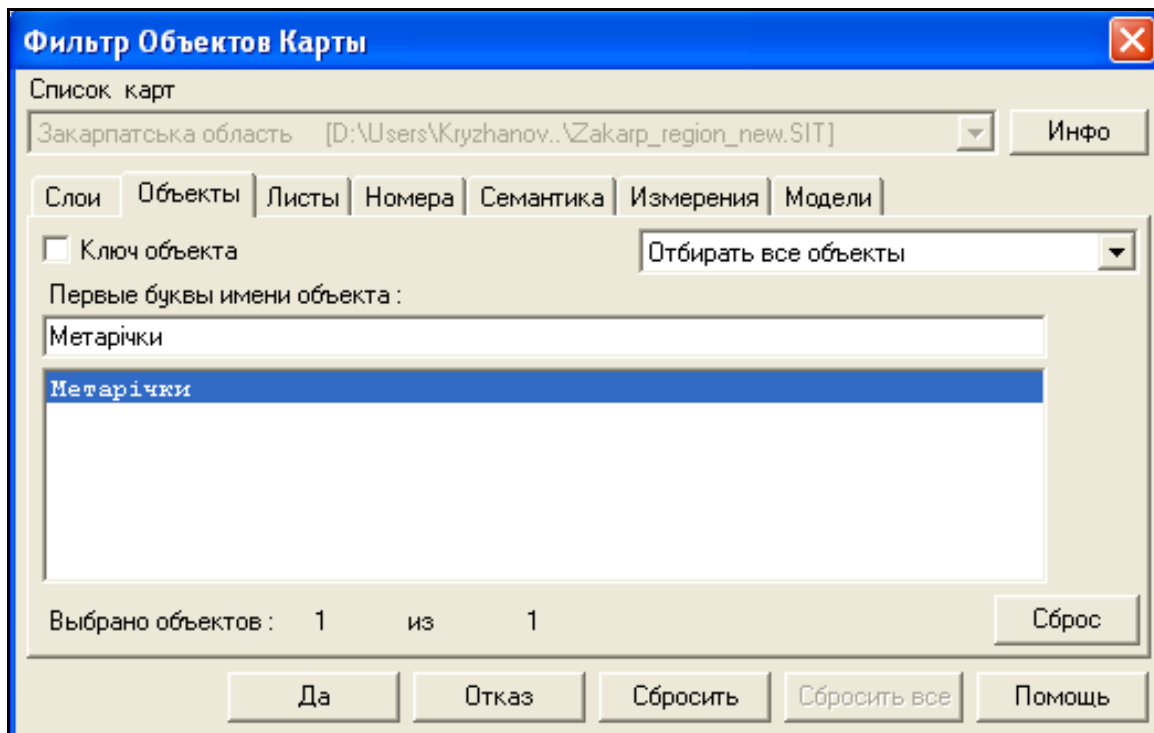 Фильтр Объектов Карты
Список карт
Закарпатська область [D:\Users\Kryzhanov..\Zakarp_region_new.SIT] Инфо
Слои Объекты Листы Номера Семантика Измерения Модели
Ключ объекта Отбирать все объекты
Первые буквы имени объекта :
Метарічки
Метарічки
Выбрано объектов : 1 из 1 Сброс
Да Отказ Сбросить Сбросить все Помощь